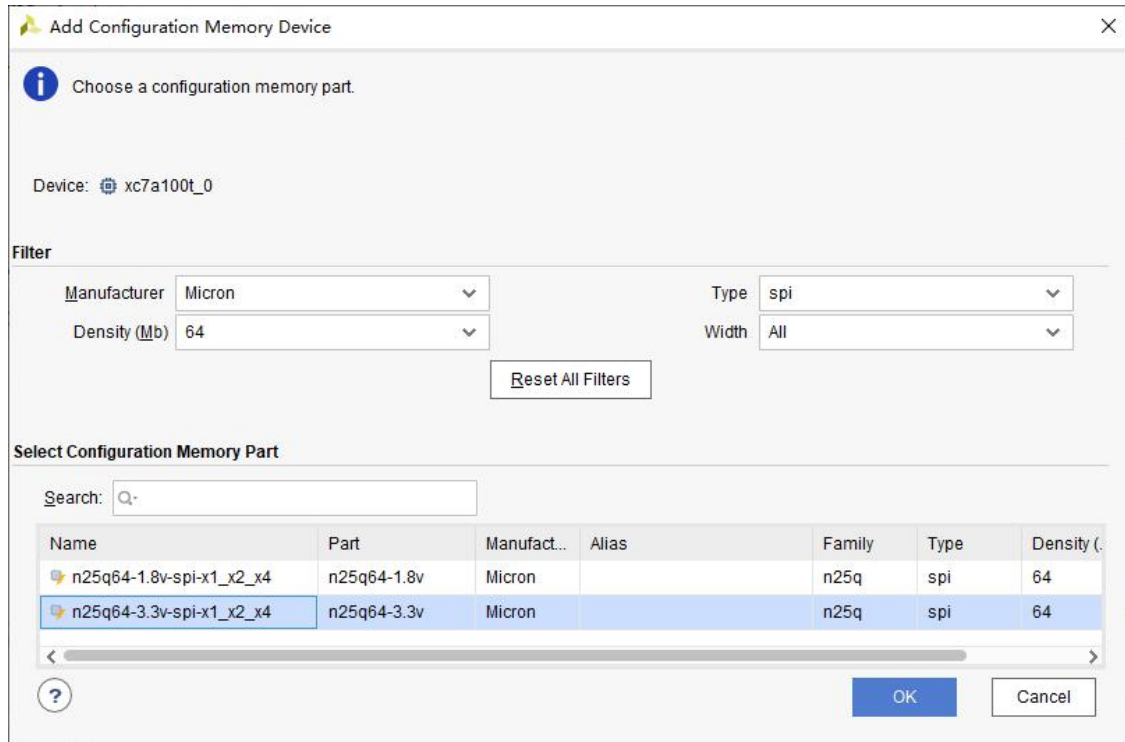 Add Configuration Memory Device
Choose a configuration memory part.
Device: xc7a100t_0
Filter
Manufacturer Micron Type spi
Density (Mb) 64 Width All
Reset All Filters
Select Configuration Memory Part
Search:
Name Part Manufact... Alias Family Type Density (.
n25q64-1.8v-spi-x1_x2_x4 n25q64-1.8v Micron n25q spi 64
n25q64-3.3v-spi-x1_x2_x4 n25q64-3.3v Micron n25q spi 64
? OK Cancel